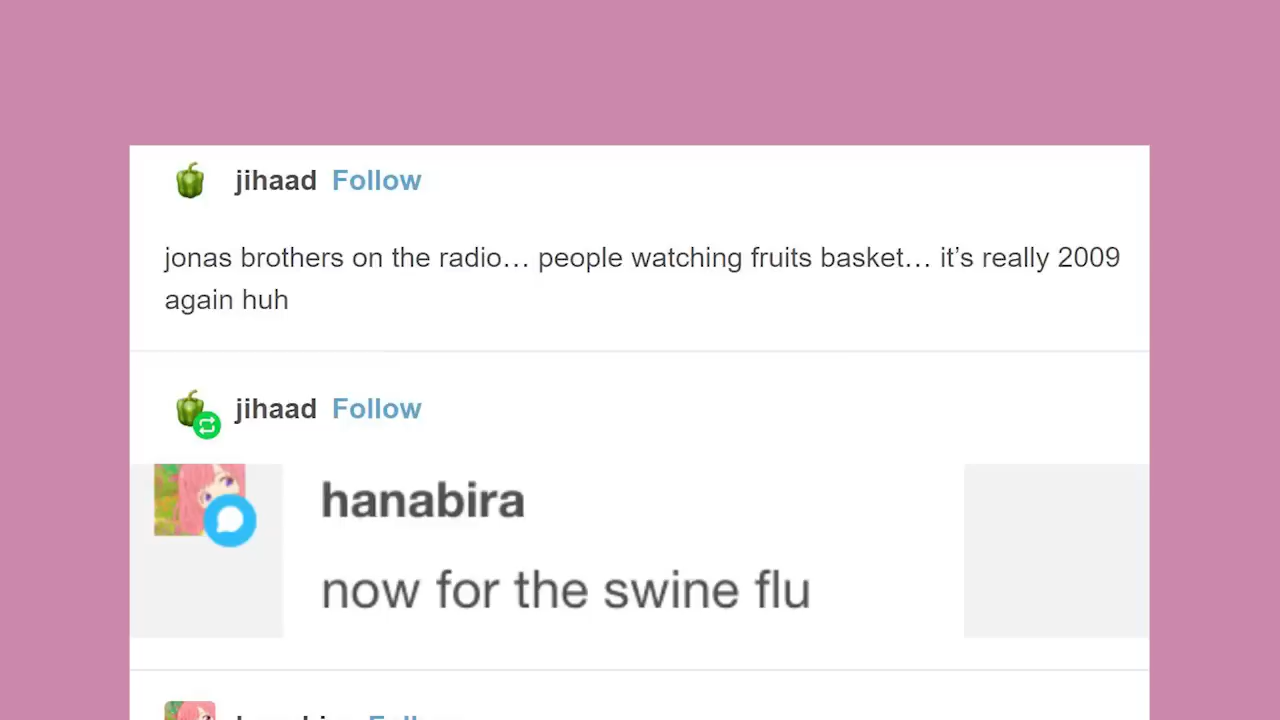 jihaad Follow
jonas brothers on the radio… people watching fruits basket… it’s really 2009
again huh
jihaad Follow
hanabira
now for the swine flu